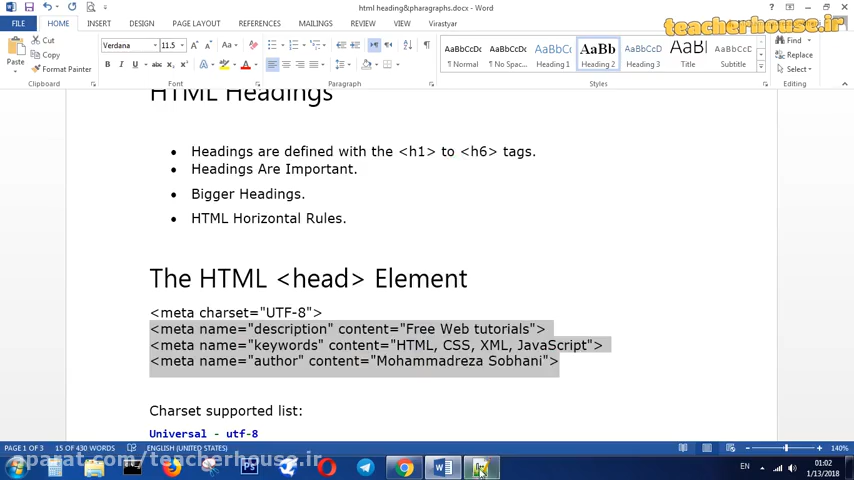 html heading&pharagraphs.docx - Word
teacherhouse.ir
FILE HOME INSERT DESIGN PAGE LAYOUT REFERENCES MAILINGS REVIEW VIEW Virastyar
Paste
Cut
Copy
Format Painter
Clipboard
Verdana 11.5
Font
Paragraph
AaBbCcDc AaBbCcDc AaBbCc AaBb AaBbCcD AaBl AaBbCcD
¶ Normal ¶ No Spac... Heading 1 Heading 2 Heading 3 Title Subtitle
Styles
Find
Replace
Select
Editing
HTML Headings
• Headings are defined with the <h1> to <h6> tags.
• Headings Are Important.
• Bigger Headings.
• HTML Horizontal Rules.
The HTML <head> Element
<meta charset="UTF-8">
<meta name="description" content="Free Web tutorials">
<meta name="keywords" content="HTML, CSS, XML, JavaScript">
<meta name="author" content="Mohammadreza Sobhani">
Charset supported list:
Universal - utf-8
PAGE 1 OF 3 15 OF 430 WORDS ENGLISH (UNITED STATES) 140%
aparat.com/teacherhouse.ir
EN
01:02
1/13/2018